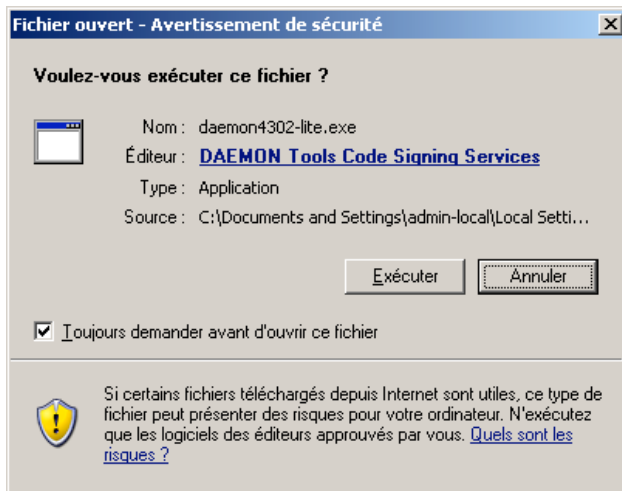 Fichier ouvert - Avertissement de sécurité
Voulez-vous exécuter ce fichier ?
Nom : daemon4302-lite.exe
Éditeur : DAEMON Tools Code Signing Services
Type : Application
Source : C:\Documents and Settings\admin-local\Local Setti...
Exécuter Annuler
Toujours demander avant d'ouvrir ce fichier
Si certains fichiers téléchargés depuis Internet sont utiles, ce type de
fichier peut présenter des risques pour votre ordinateur. N'exécutez
que les logiciels des éditeurs approuvés par vous. Quels sont les
risques ?